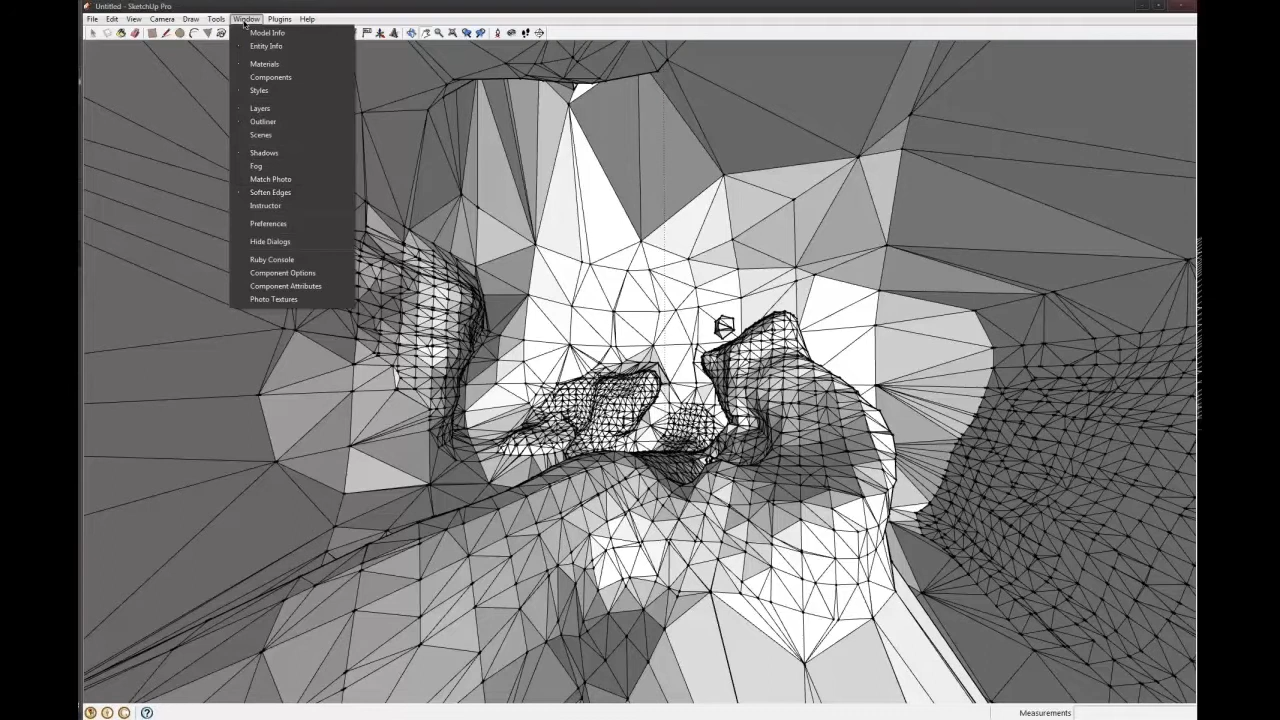 Untitled - SketchUp Pro
File Edit View Camera Draw Tools Window Plugins Help
Model Info
Entity Info
Materials
Components
Styles
Layers
Outliner
Scenes
Shadows
Fog
Match Photo
Soften Edges
Instructor
Preferences
Hide Dialogs
Ruby Console
Component Options
Component Attributes
Photo Textures
Measurements